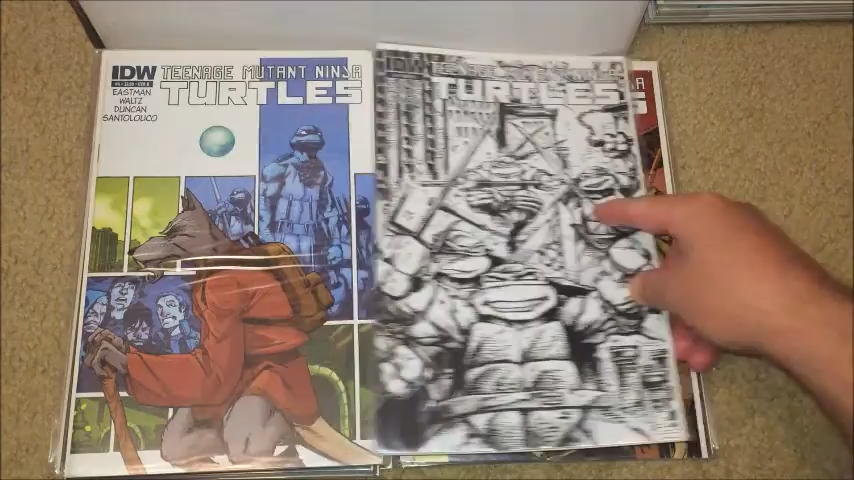 IDW
TEENAGE MUTANT NINJA
TURTLES
EASTMAN
WALTZ
DUNCAN
SANTOLOUCO
IDW
TURTLES